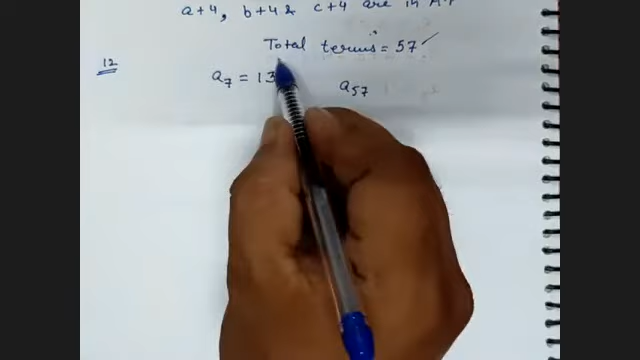 a+4, b+4 & c+4 are in A.P
Total terms = 57 ✓
12
a₇ = 13
a₅₇